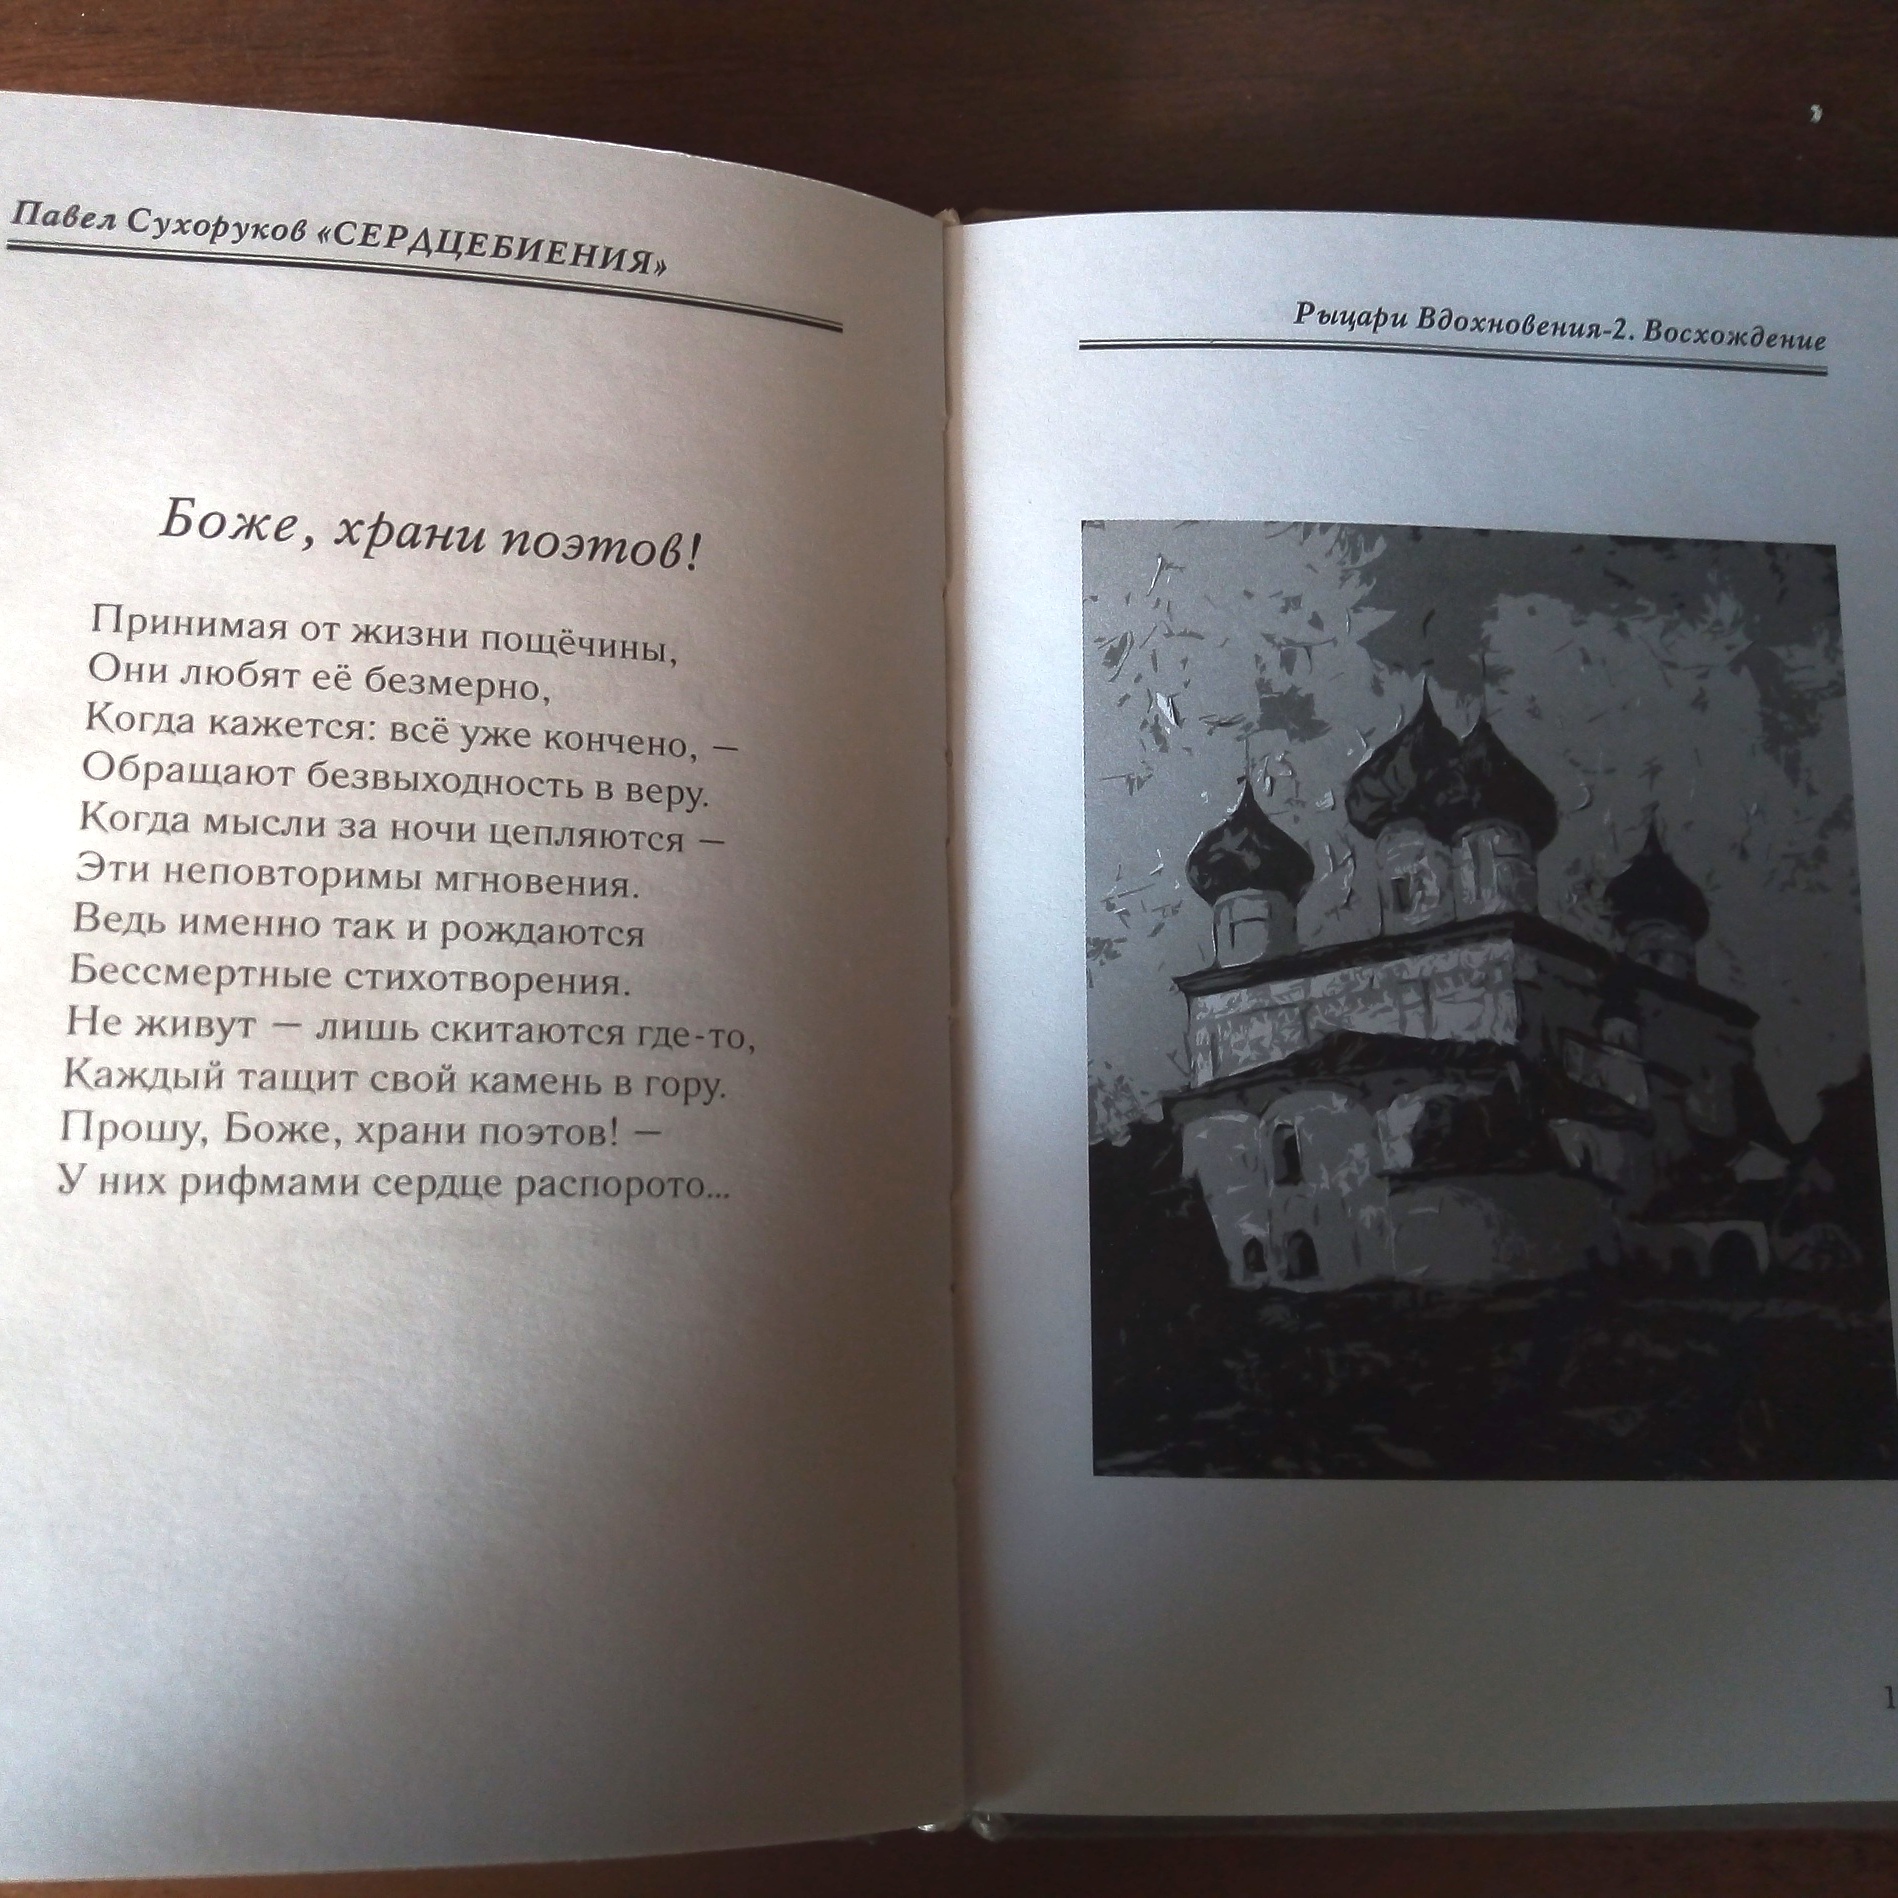 Павел Сухоруков «СЕРДЦЕБИЕНИЯ»
Боже, храни поэтов!
Принимая от жизни пощёчины,
Они любят её безмерно,
Когда кажется: всё уже кончено, —
Обращают безвыходность в веру.
Когда мысли за ночи цепляются —
Эти неповторимы мгновения.
Ведь именно так и рождаются
Бессмертные стихотворения.
Не живут — лишь скитаются где-то,
Каждый тащит свой камень в гору.
Прошу, Боже, храни поэтов! —
У них рифмами сердце распорото...
Рыцари Вдохновения-2. Восхождение